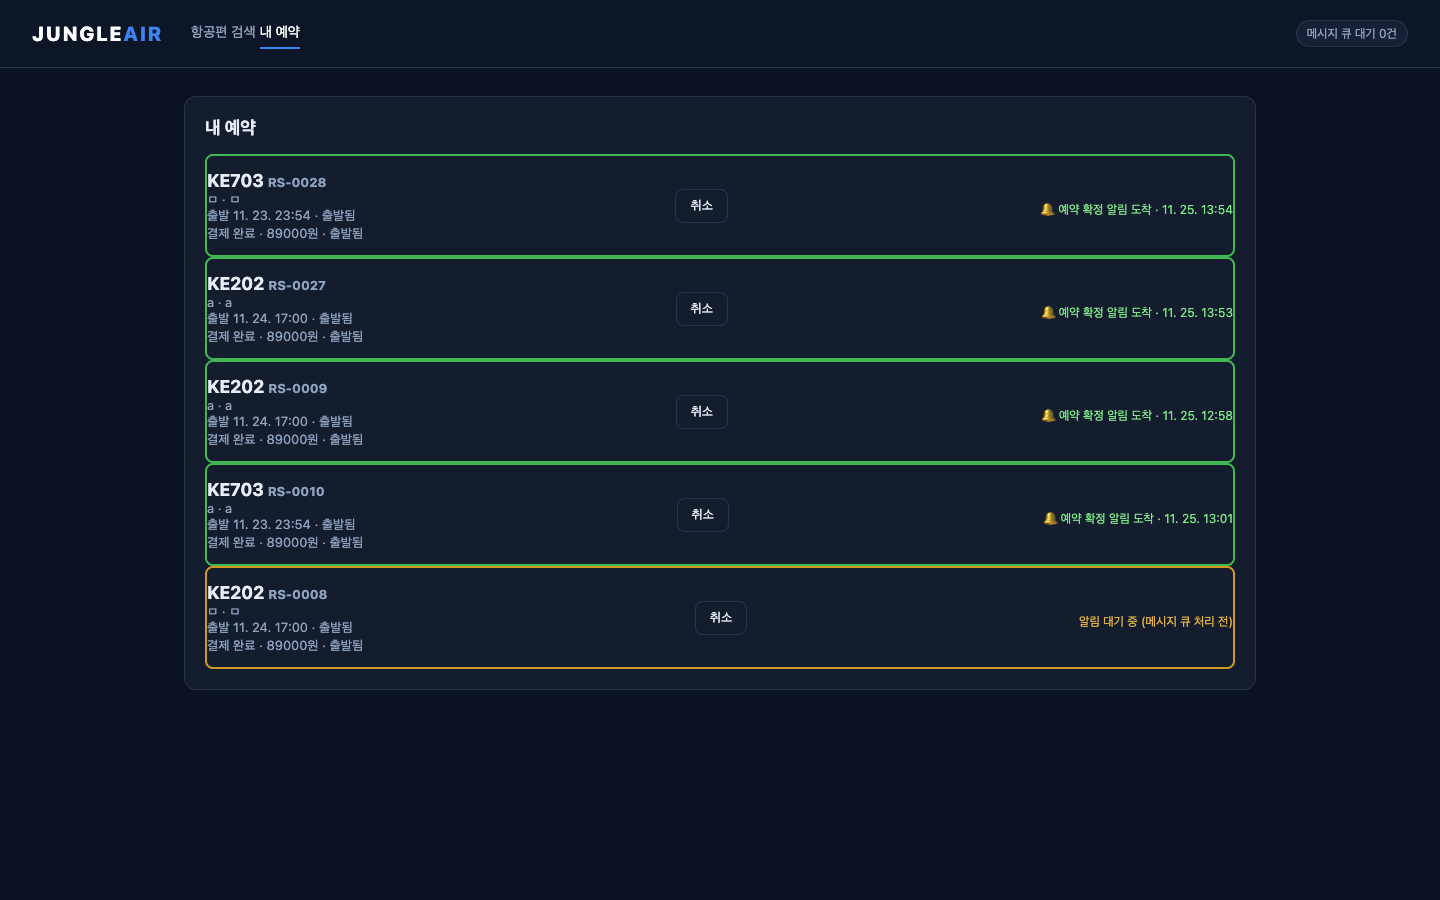 JUNGLEAIR 항공편 검색 내 예약 메시지 큐 대기 0건
내 예약
KE703 RS-0028
ㅁ · ㅁ
출발 11. 23. 23:54 · 출발됨
결제 완료 · 89000원 · 출발됨
취소
🔔 예약 확정 알림 도착 · 11. 25. 13:54
KE202 RS-0027
a · a
출발 11. 24. 17:00 · 출발됨
결제 완료 · 89000원 · 출발됨
취소
🔔 예약 확정 알림 도착 · 11. 25. 13:53
KE202 RS-0009
a · a
출발 11. 24. 17:00 · 출발됨
결제 완료 · 89000원 · 출발됨
취소
🔔 예약 확정 알림 도착 · 11. 25. 12:58
KE703 RS-0010
a · a
출발 11. 23. 23:54 · 출발됨
결제 완료 · 89000원 · 출발됨
취소
🔔 예약 확정 알림 도착 · 11. 25. 13:01
KE202 RS-0008
ㅁ · ㅁ
출발 11. 24. 17:00 · 출발됨
결제 완료 · 89000원 · 출발됨
취소
알림 대기 중 (메시지 큐 처리 전)